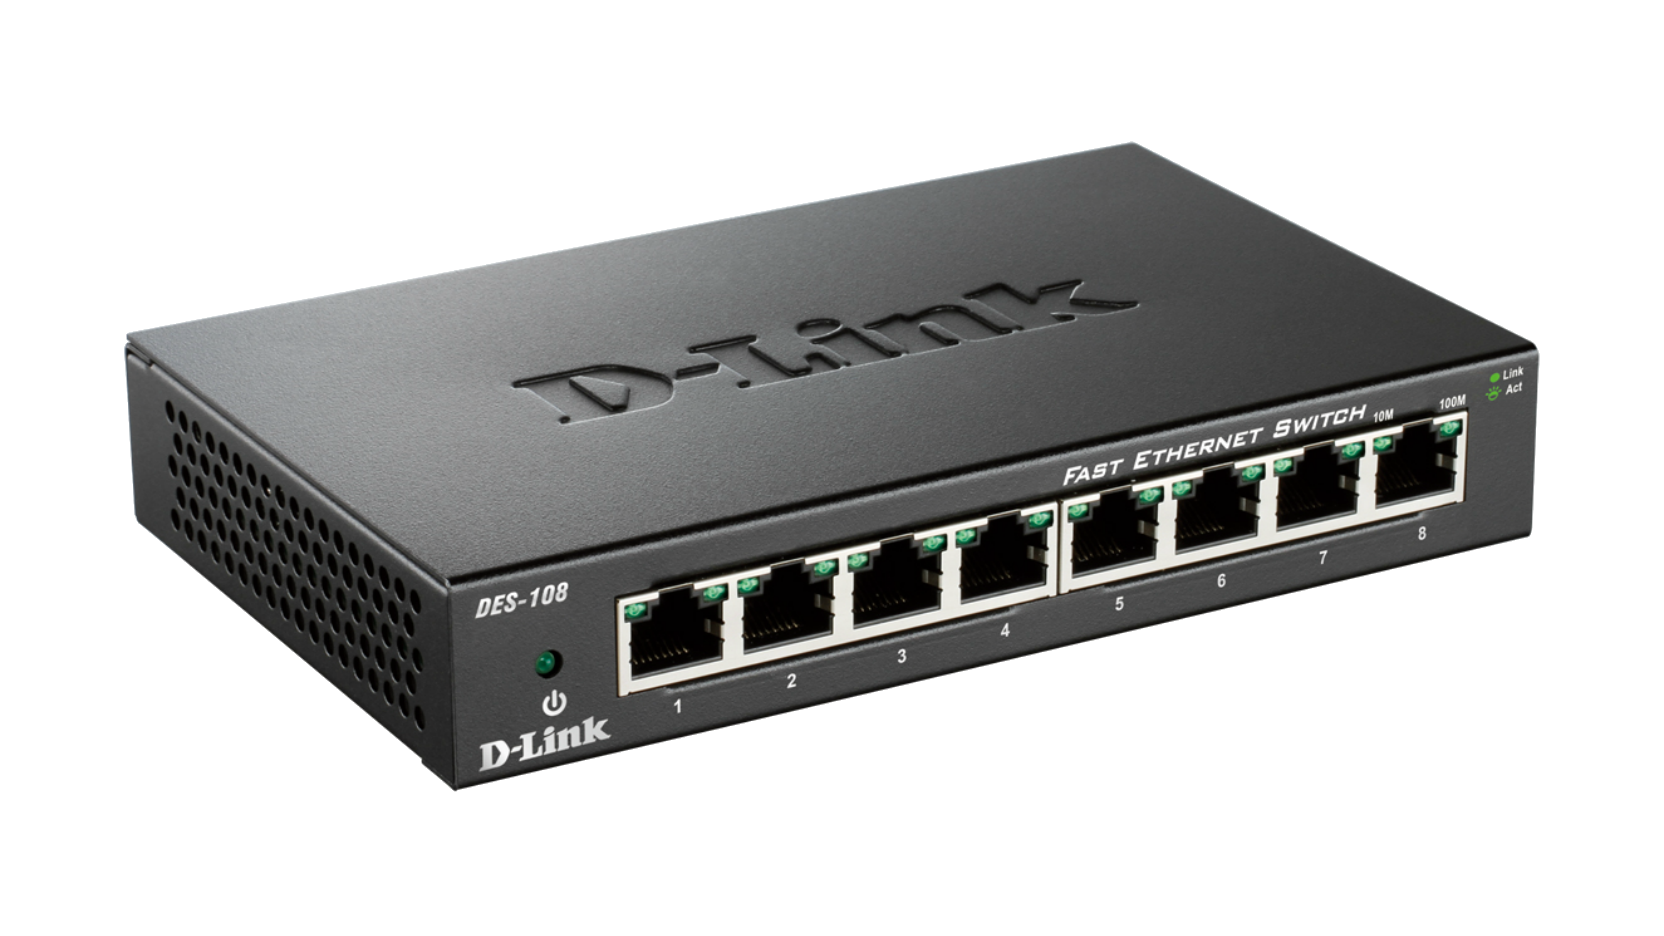 D-Link
FAST ETHERNET SWITCH
10M
100M
Link
Act
DES-108
D-Link
1
2
3
4
5
6
7
8